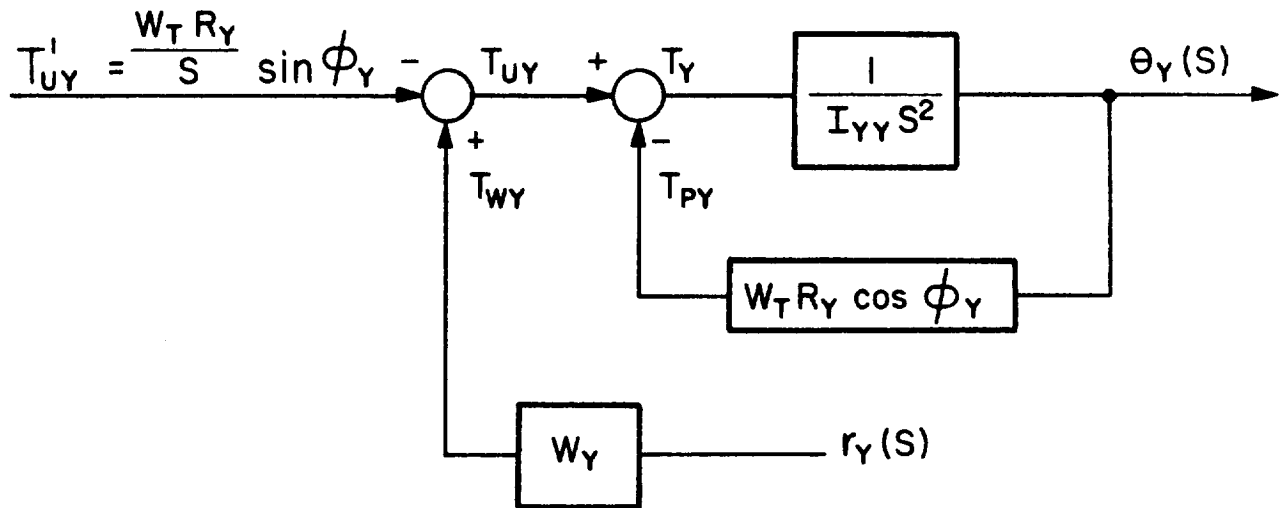 T'UY = WT RY / S sin ϕY
−
+
TUY
+
−
TY
1 / IYY S²
θY (S)
TWY
TPY
WT RY cos ϕY
WY
rY (S)